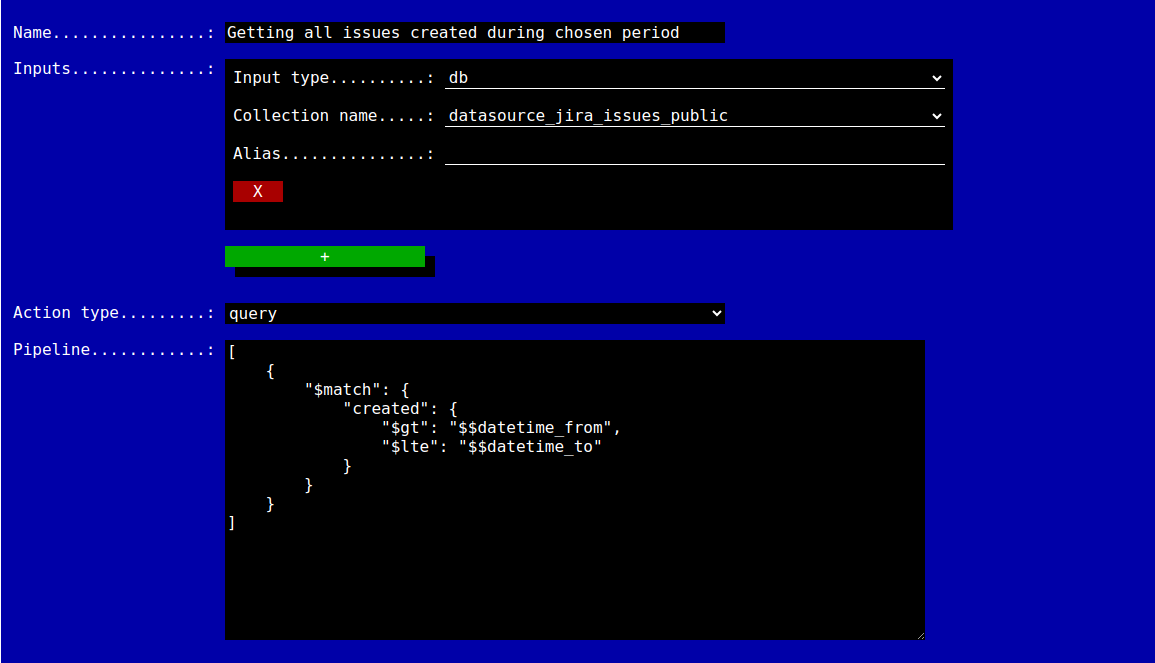 Name................: Getting all issues created during chosen period
Inputs..............:
Input type..........: db
Collection name.....: datasource_jira_issues_public
Alias...............:
X
+
Action type.........: query
Pipeline............: [
    {
        "$match": {
            "created": {
                "$gt": "$$datetime_from",
                "$lte": "$$datetime_to"
            }
        }
    }
]